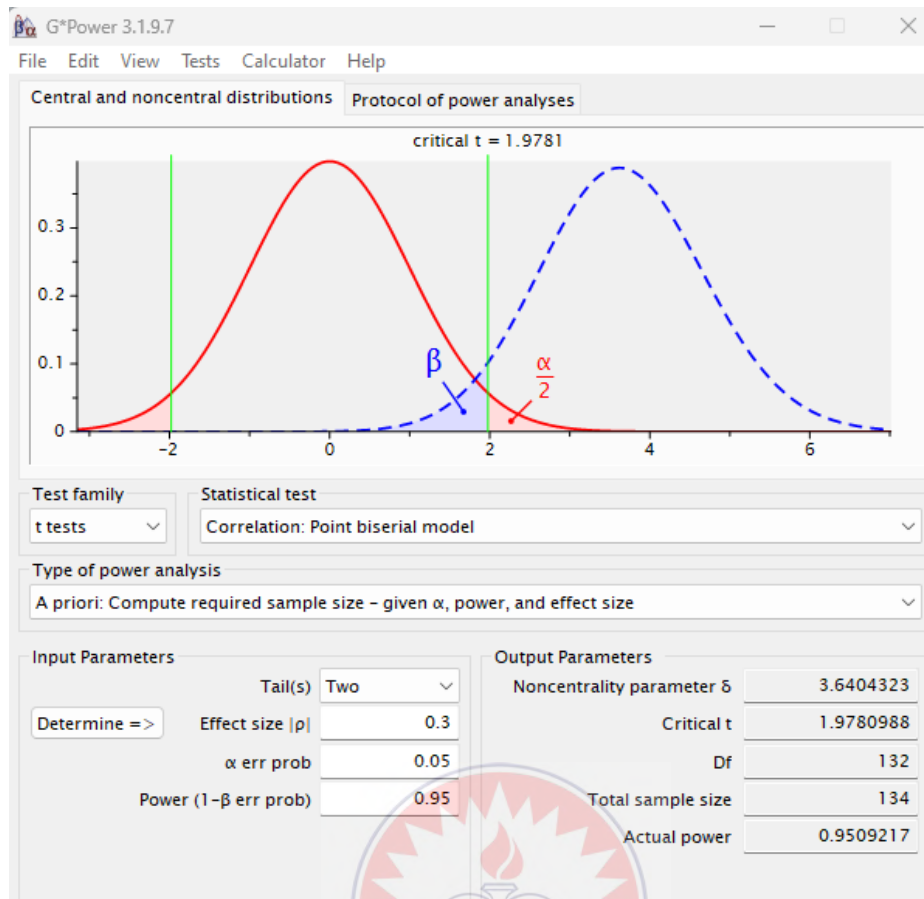 G*Power 3.1.9.7
File Edit View Tests Calculator Help
Central and noncentral distributions Protocol of power analyses
critical t = 1.9781
0.3
0.2
0.1
0
β
α
2
-2 0 2 4 6
Test family Statistical test
t tests Correlation: Point biserial model
Type of power analysis
A priori: Compute required sample size - given α, power, and effect size
Input Parameters Output Parameters
Tail(s) Two Noncentrality parameter δ 3.6404323
Determine => Effect size |ρ| 0.3 Critical t 1.9780988
α err prob 0.05 Df 132
Power (1-β err prob) 0.95 Total sample size 134
Actual power 0.9509217